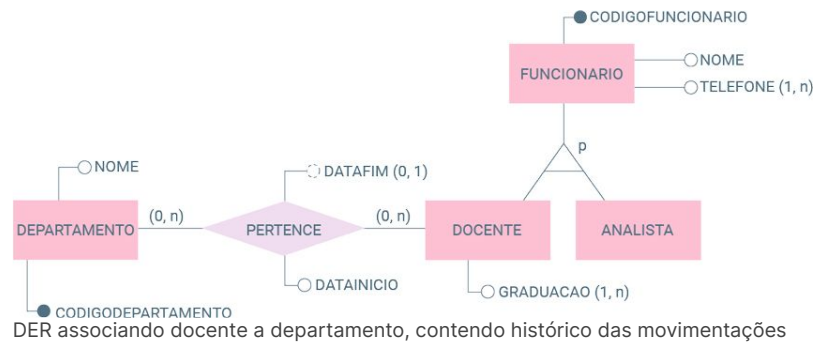 CODIGOFUNCIONARIO
FUNCIONARIO
NOME
TELEFONE (1, n)
p
NOME
DATAFIM (0, 1)
DEPARTAMENTO
(0, n)
PERTENCE
(0, n)
DOCENTE
ANALISTA
DATAINICIO
GRADUACAO (1, n)
CODIGODEPARTAMENTO
DER associando docente a departamento, contendo histórico das movimentações